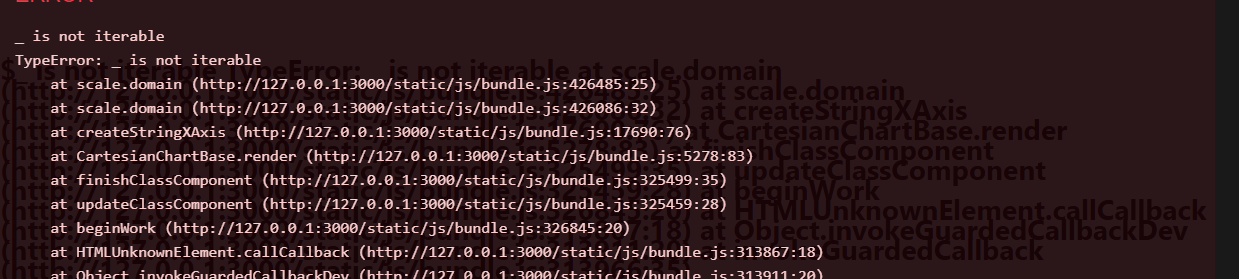 ERROR
_ is not iterable
TypeError: _ is not iterable
at scale.domain (http://127.0.0.1:3000/static/js/bundle.js:426485:25)
at scale.domain (http://127.0.0.1:3000/static/js/bundle.js:426086:32)
at createStringXAxis (http://127.0.0.1:3000/static/js/bundle.js:17690:76)
at CartesianChartBase.render (http://127.0.0.1:3000/static/js/bundle.js:5278:83)
at finishClassComponent (http://127.0.0.1:3000/static/js/bundle.js:325499:35)
at updateClassComponent (http://127.0.0.1:3000/static/js/bundle.js:325459:28)
at beginWork (http://127.0.0.1:3000/static/js/bundle.js:326845:20)
at HTMLUnknownElement.callCallback (http://127.0.0.1:3000/static/js/bundle.js:313867:18)
at Object.invokeGuardedCallbackDev (http://127.0.0.1:3000/static/js/bundle.js:313911:20)